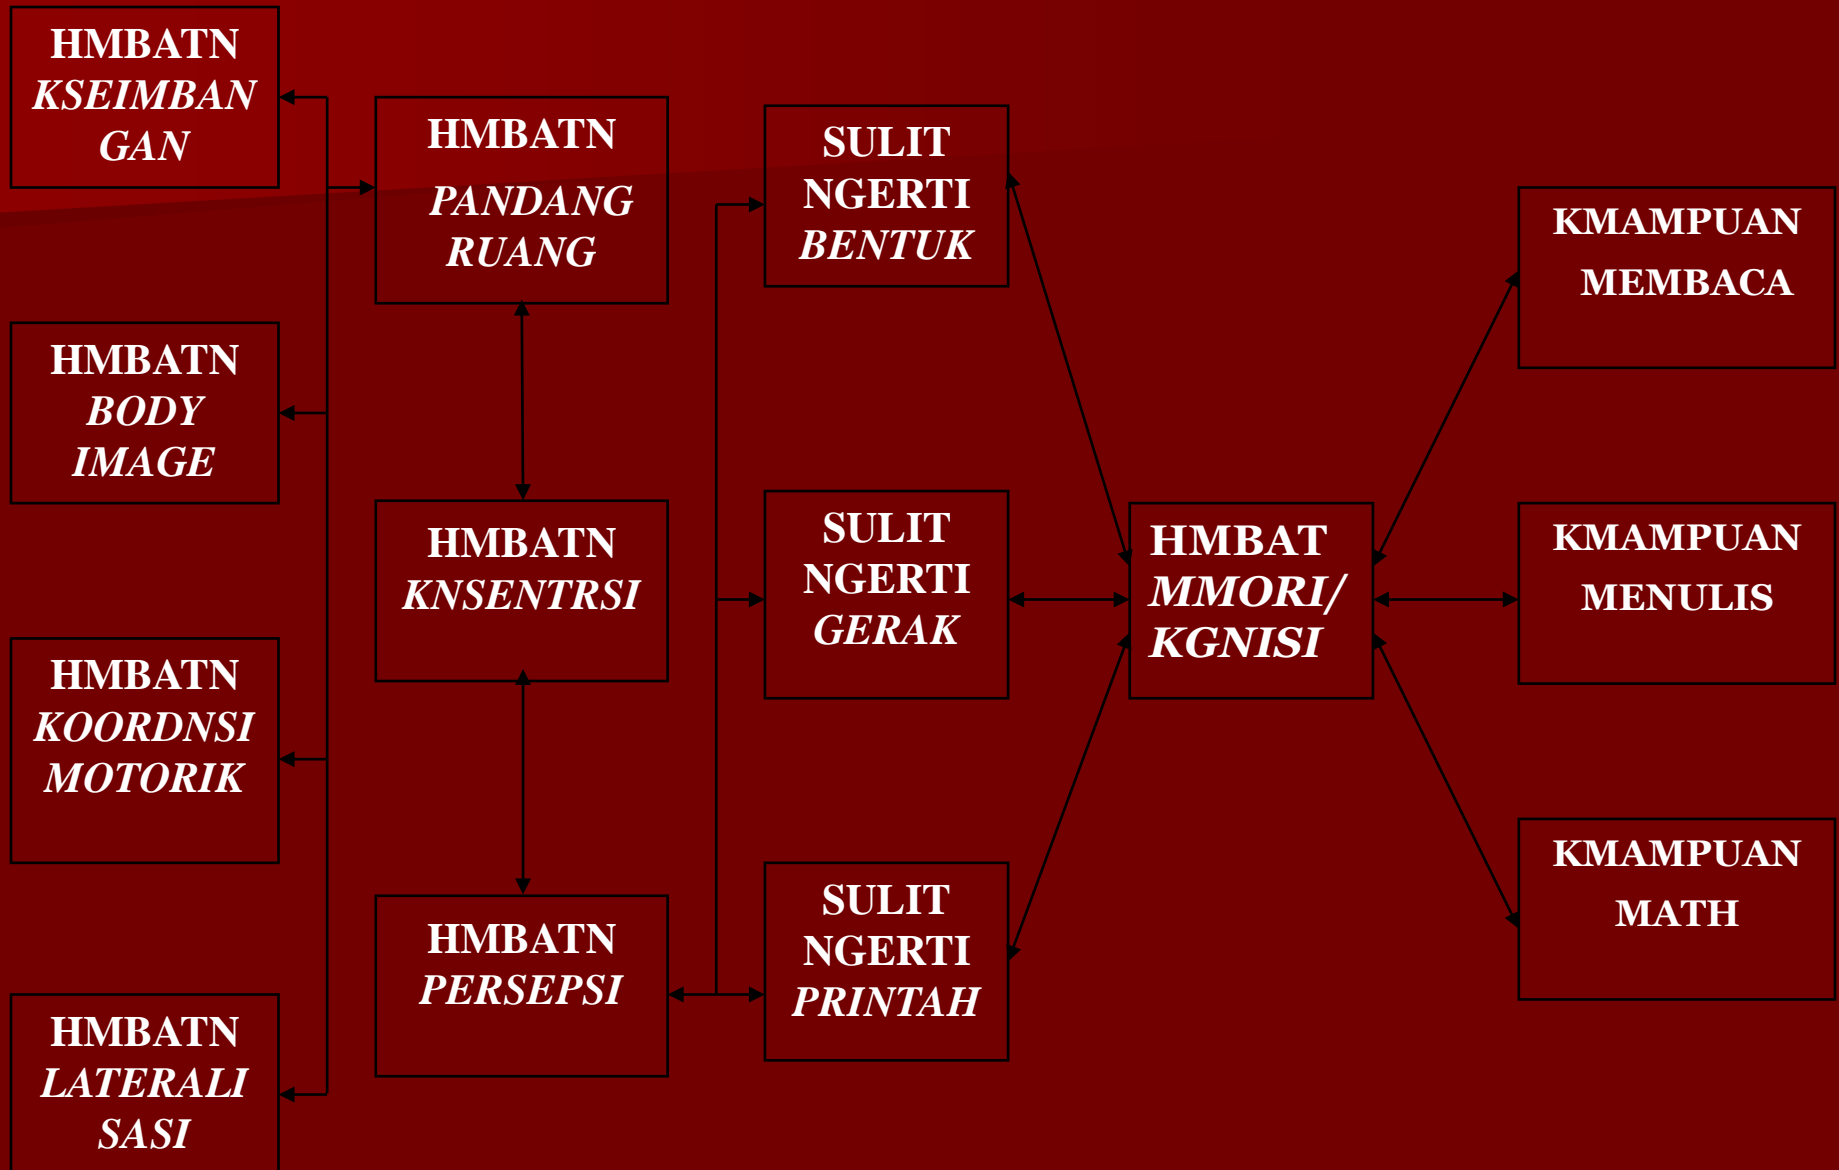 HMBATN
KSEIMBAN
GAN
HMBATN
BODY
IMAGE
HMBATN
KOORDNSI
MOTORIK
HMBATN
LATERALI
SASI
HMBATN
PANDANG
RUANG
HMBATN
KNSENTRSI
HMBATN
PERSEPSI
SULIT
NGERTI
BENTUK
SULIT
NGERTI
GERAK
SULIT
NGERTI
PRINTAH
HMBAT
MMORI/
KGNISI
KMAMPUAN
MEMBACA
KMAMPUAN
MENULIS
KMAMPUAN
MATH